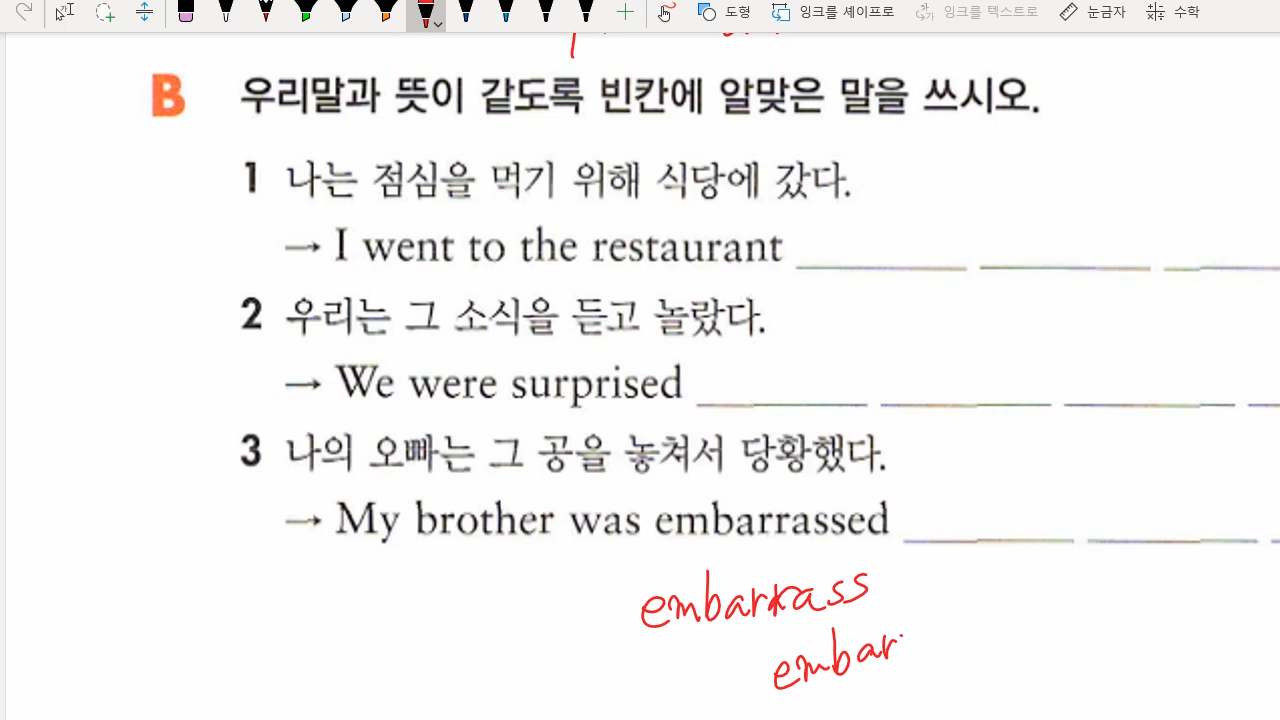 도형 잉크를 셰이프로 잉크를 텍스트로 눈금자 수학
B 우리말과 뜻이 같도록 빈칸에 알맞은 말을 쓰시오.
1 나는 점심을 먹기 위해 식당에 갔다.
→ I went to the restaurant
2 우리는 그 소식을 듣고 놀랐다.
→ We were surprised
3 나의 오빠는 그 공을 놓쳐서 당황했다.
→ My brother was embarrassed
embarrass
embar